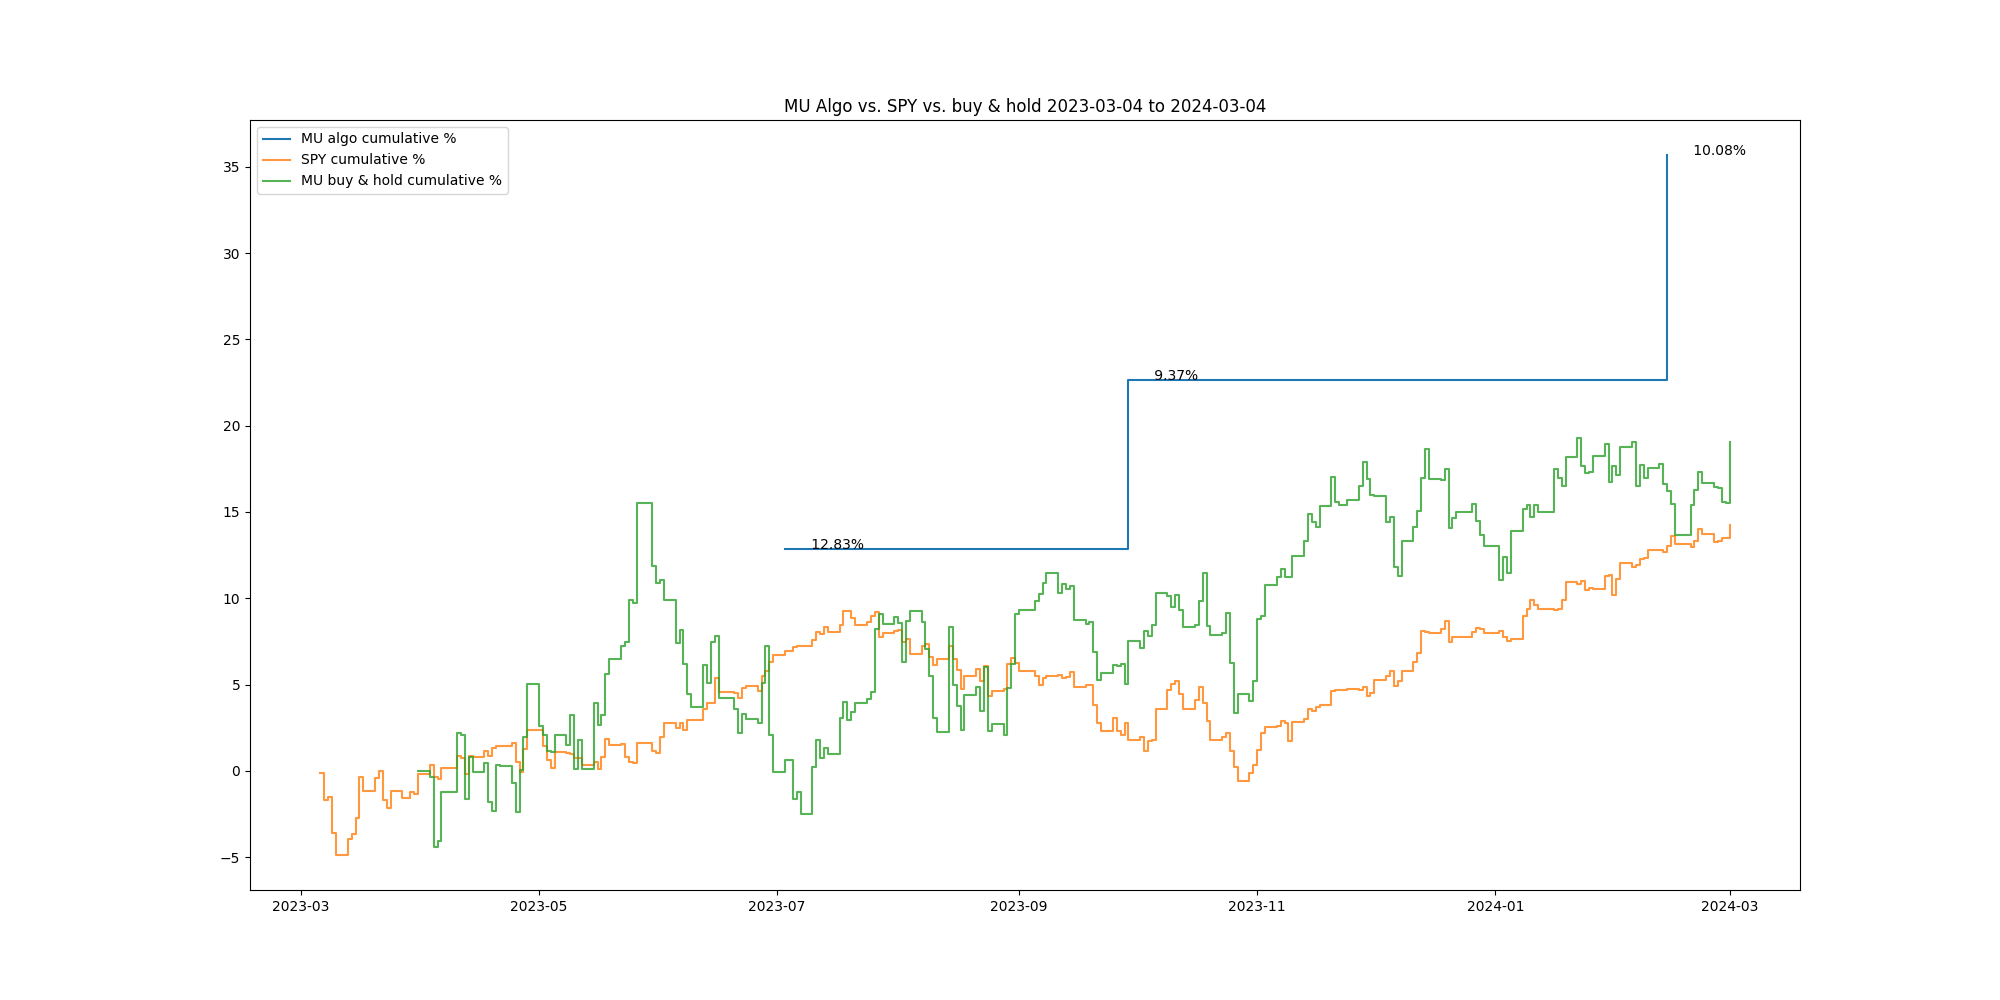 MU Algo vs. SPY vs. buy & hold 2023-03-04 to 2024-03-04
MU algo cumulative %
SPY cumulative %
MU buy & hold cumulative %
10.08%
9.37%
12.83%
35
30
25
20
15
10
5
0
−5
2023-03 2023-05 2023-07 2023-09 2023-11 2024-01 2024-03